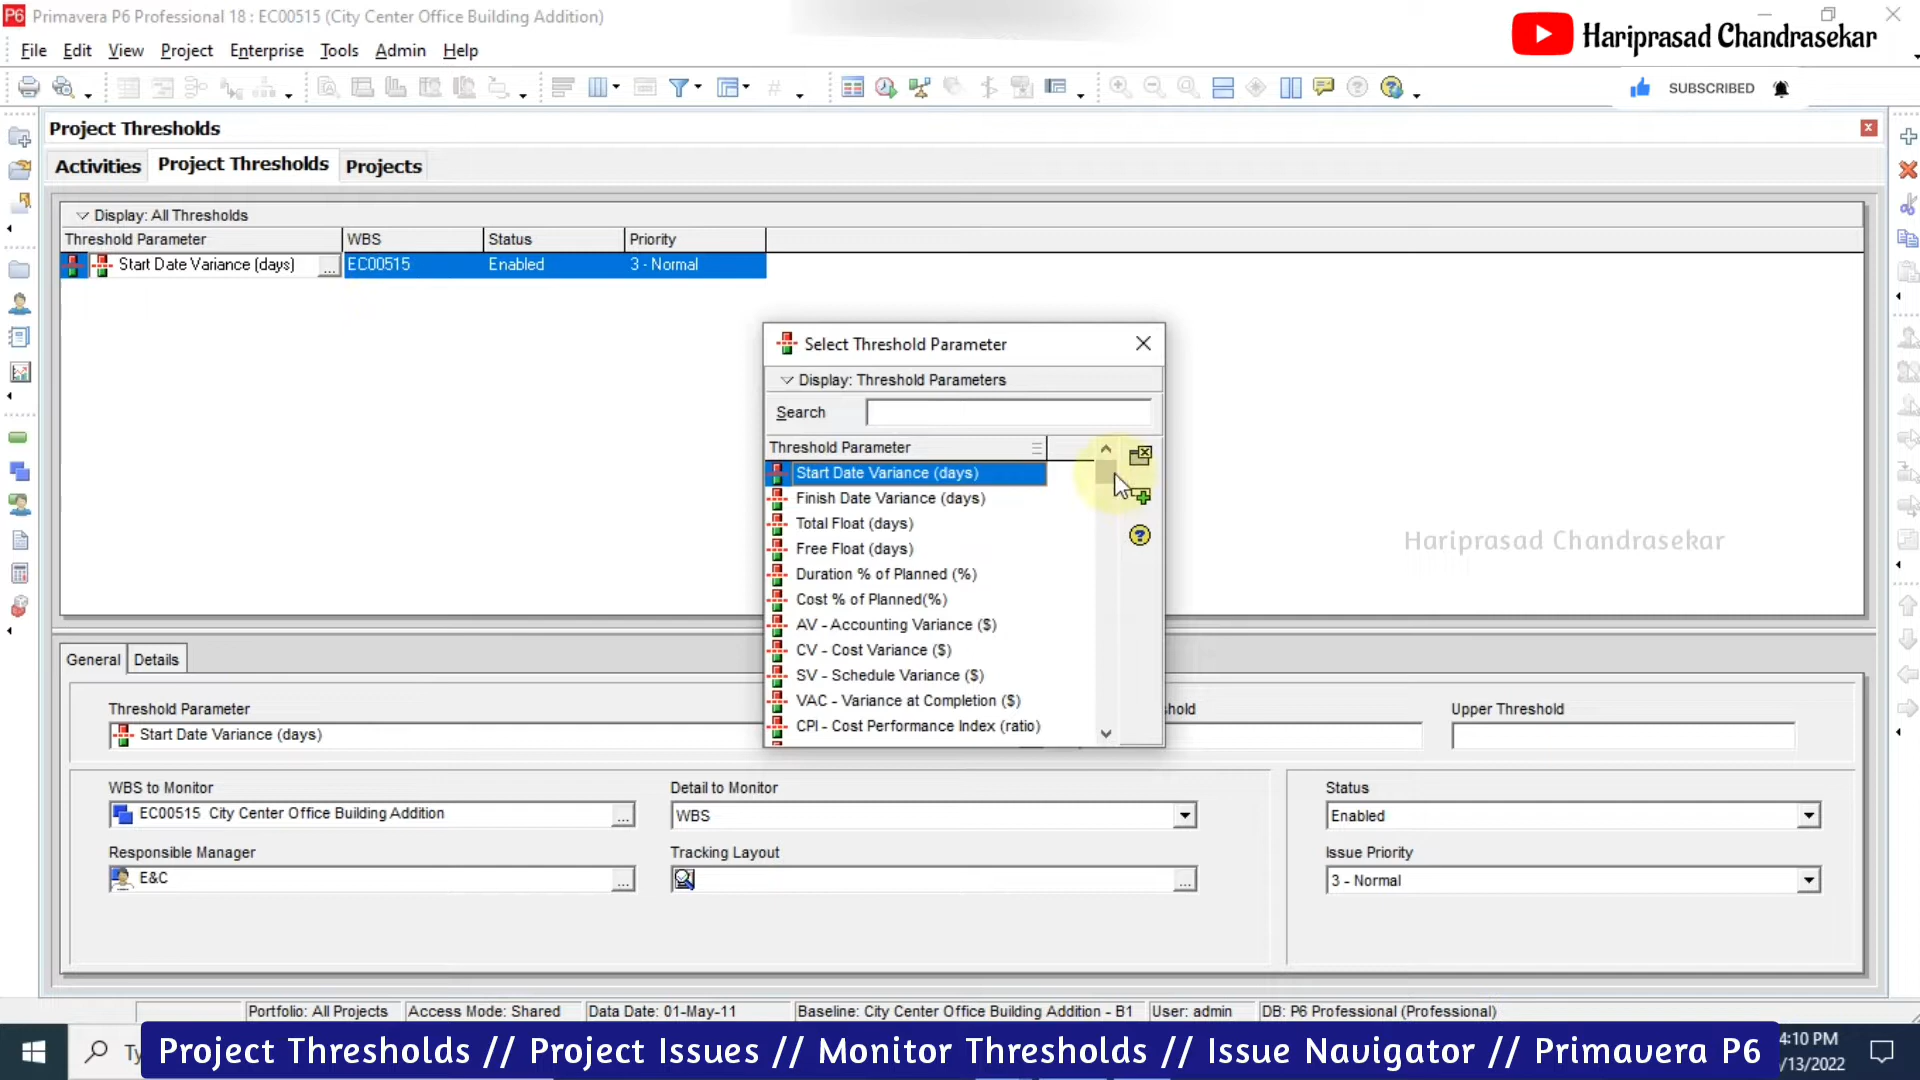 P6 Primavera P6 Professional 18 : EC00515 (City Center Office Building Addition)
Hariprasad Chandrasekar
File Edit View Project Enterprise Tools Admin Help
SUBSCRIBED
Project Thresholds
Activities Project Thresholds Projects
Display: All Thresholds
Threshold Parameter WBS Status Priority
Start Date Variance (days) ... EC00515 Enabled 3 - Normal
Select Threshold Parameter
Display: Threshold Parameters
Search
Threshold Parameter
Start Date Variance (days)
Finish Date Variance (days)
Total Float (days)
Free Float (days)
Duration % of Planned (%)
Cost % of Planned(%)
AV - Accounting Variance ($)
CV - Cost Variance ($)
SV - Schedule Variance ($)
VAC - Variance at Completion ($)
CPI - Cost Performance Index (ratio)
Hariprasad Chandrasekar
General Details
Threshold Parameter Upper Threshold
Start Date Variance (days)
WBS to Monitor Detail to Monitor Status
EC00515 City Center Office Building Addition ... WBS Enabled
Responsible Manager Tracking Layout Issue Priority
E&C ... ... 3 - Normal
Portfolio: All Projects Access Mode: Shared Data Date: 01-May-11 Baseline: City Center Office Building Addition - B1 User: admin DB: P6 Professional (Professional)
Project Thresholds // Project Issues // Monitor Thresholds // Issue Navigator // Primavera P6
4:10 PM
/13/2022